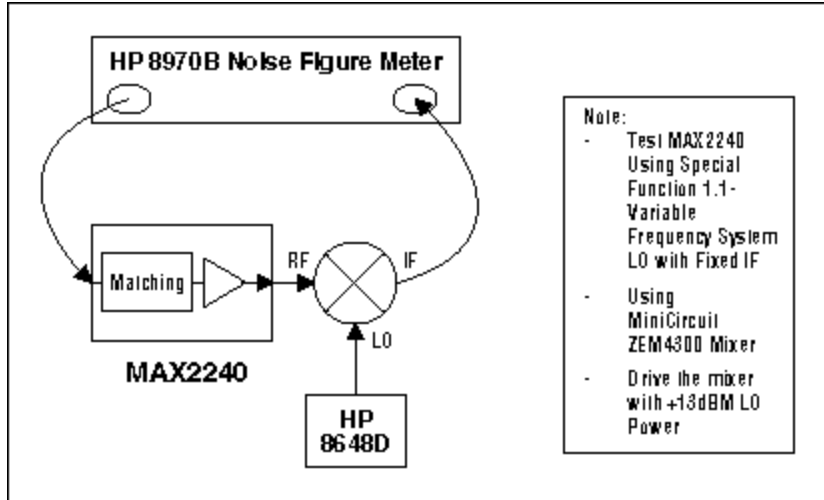 HP 8970B Noise Figure Meter
Matching
RF
IF
LO
MAX2240
HP
8648D
Note:
- Test MAX2240
Using Special
Function 1.1-
Variable
Frequency System
LO with Fixed IF
- Using
MiniCircuit
ZEM4300 Mixer
- Drive the mixer
with +13dBM LO
Power